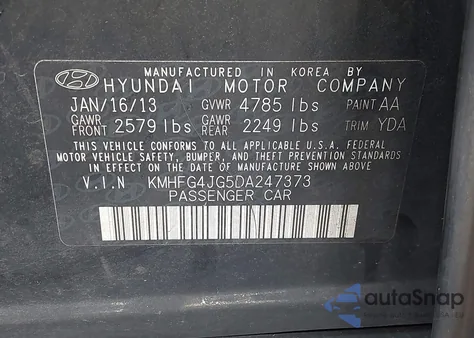 MANUFACTURED IN KOREA BY
HYUNDAI MOTOR COMPANY
JAN/16/13 GVWR 4785 lbs PAINT AA
GAWR FRONT 2579 lbs GAWR REAR 2249 lbs TRIM YDA
THIS VEHICLE CONFORMS TO ALL APPLICABLE U.S.A. FEDERAL
MOTOR VEHICLE SAFETY, BUMPER, AND THEFT PREVENTION STANDARDS
IN EFFECT ON THE DATE OF MANUFACTURE SHOWN ABOVE.
V.I.N KMHFG4JG5DA247373
PASSENGER CAR
autoSnap